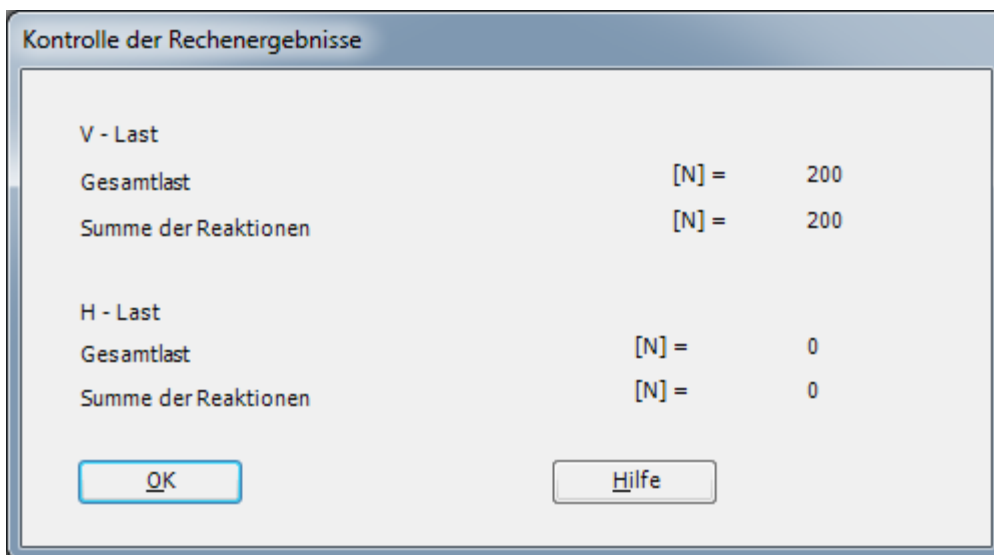 Kontrolle der Rechenergebnisse
V - Last
Gesamtlast [N] = 200
Summe der Reaktionen [N] = 200
H - Last
Gesamtlast [N] = 0
Summe der Reaktionen [N] = 0
OK Hilfe